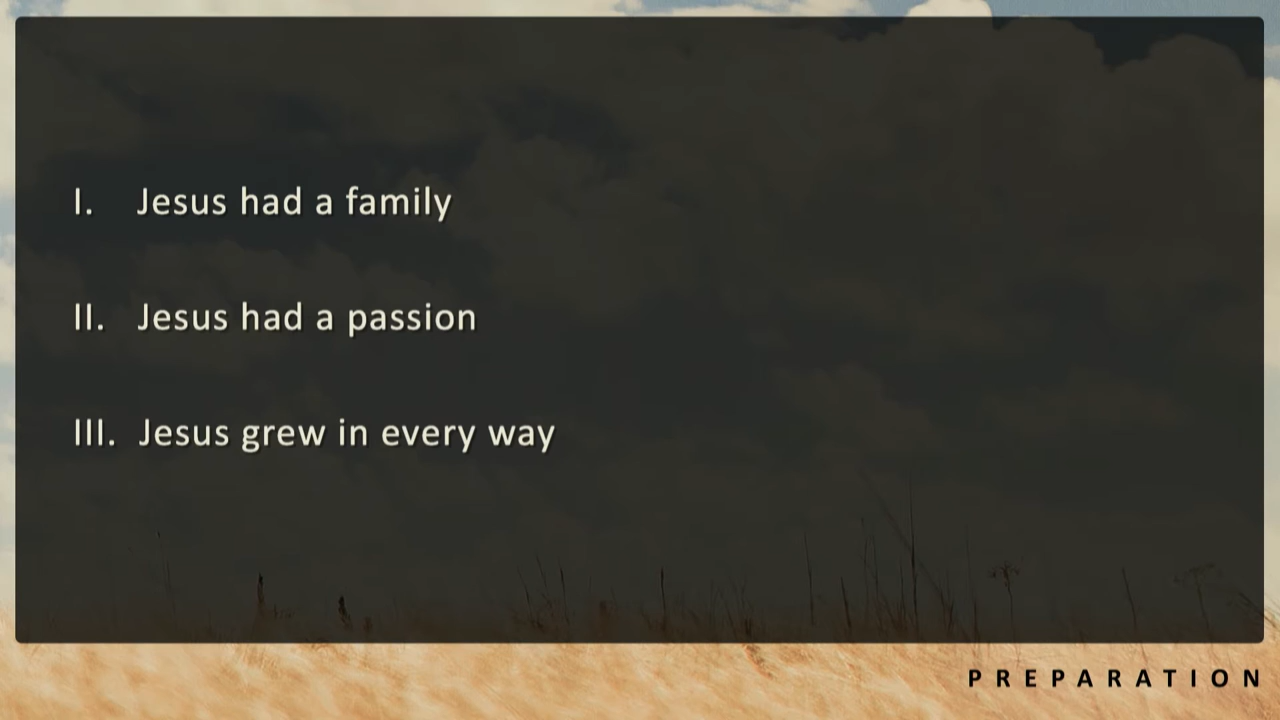 I. Jesus had a family
II. Jesus had a passion
III. Jesus grew in every way
PREPARATION